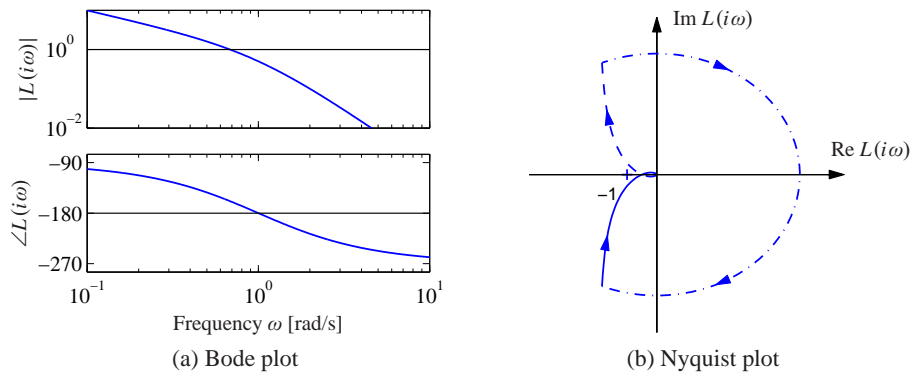 |L(iω)|
10^0
10^−2
∠L(iω)
−90
−180
−270
10^−1
10^0
10^1
Frequency ω [rad/s]
(a) Bode plot
Im L(iω)
Re L(iω)
−1
(b) Nyquist plot